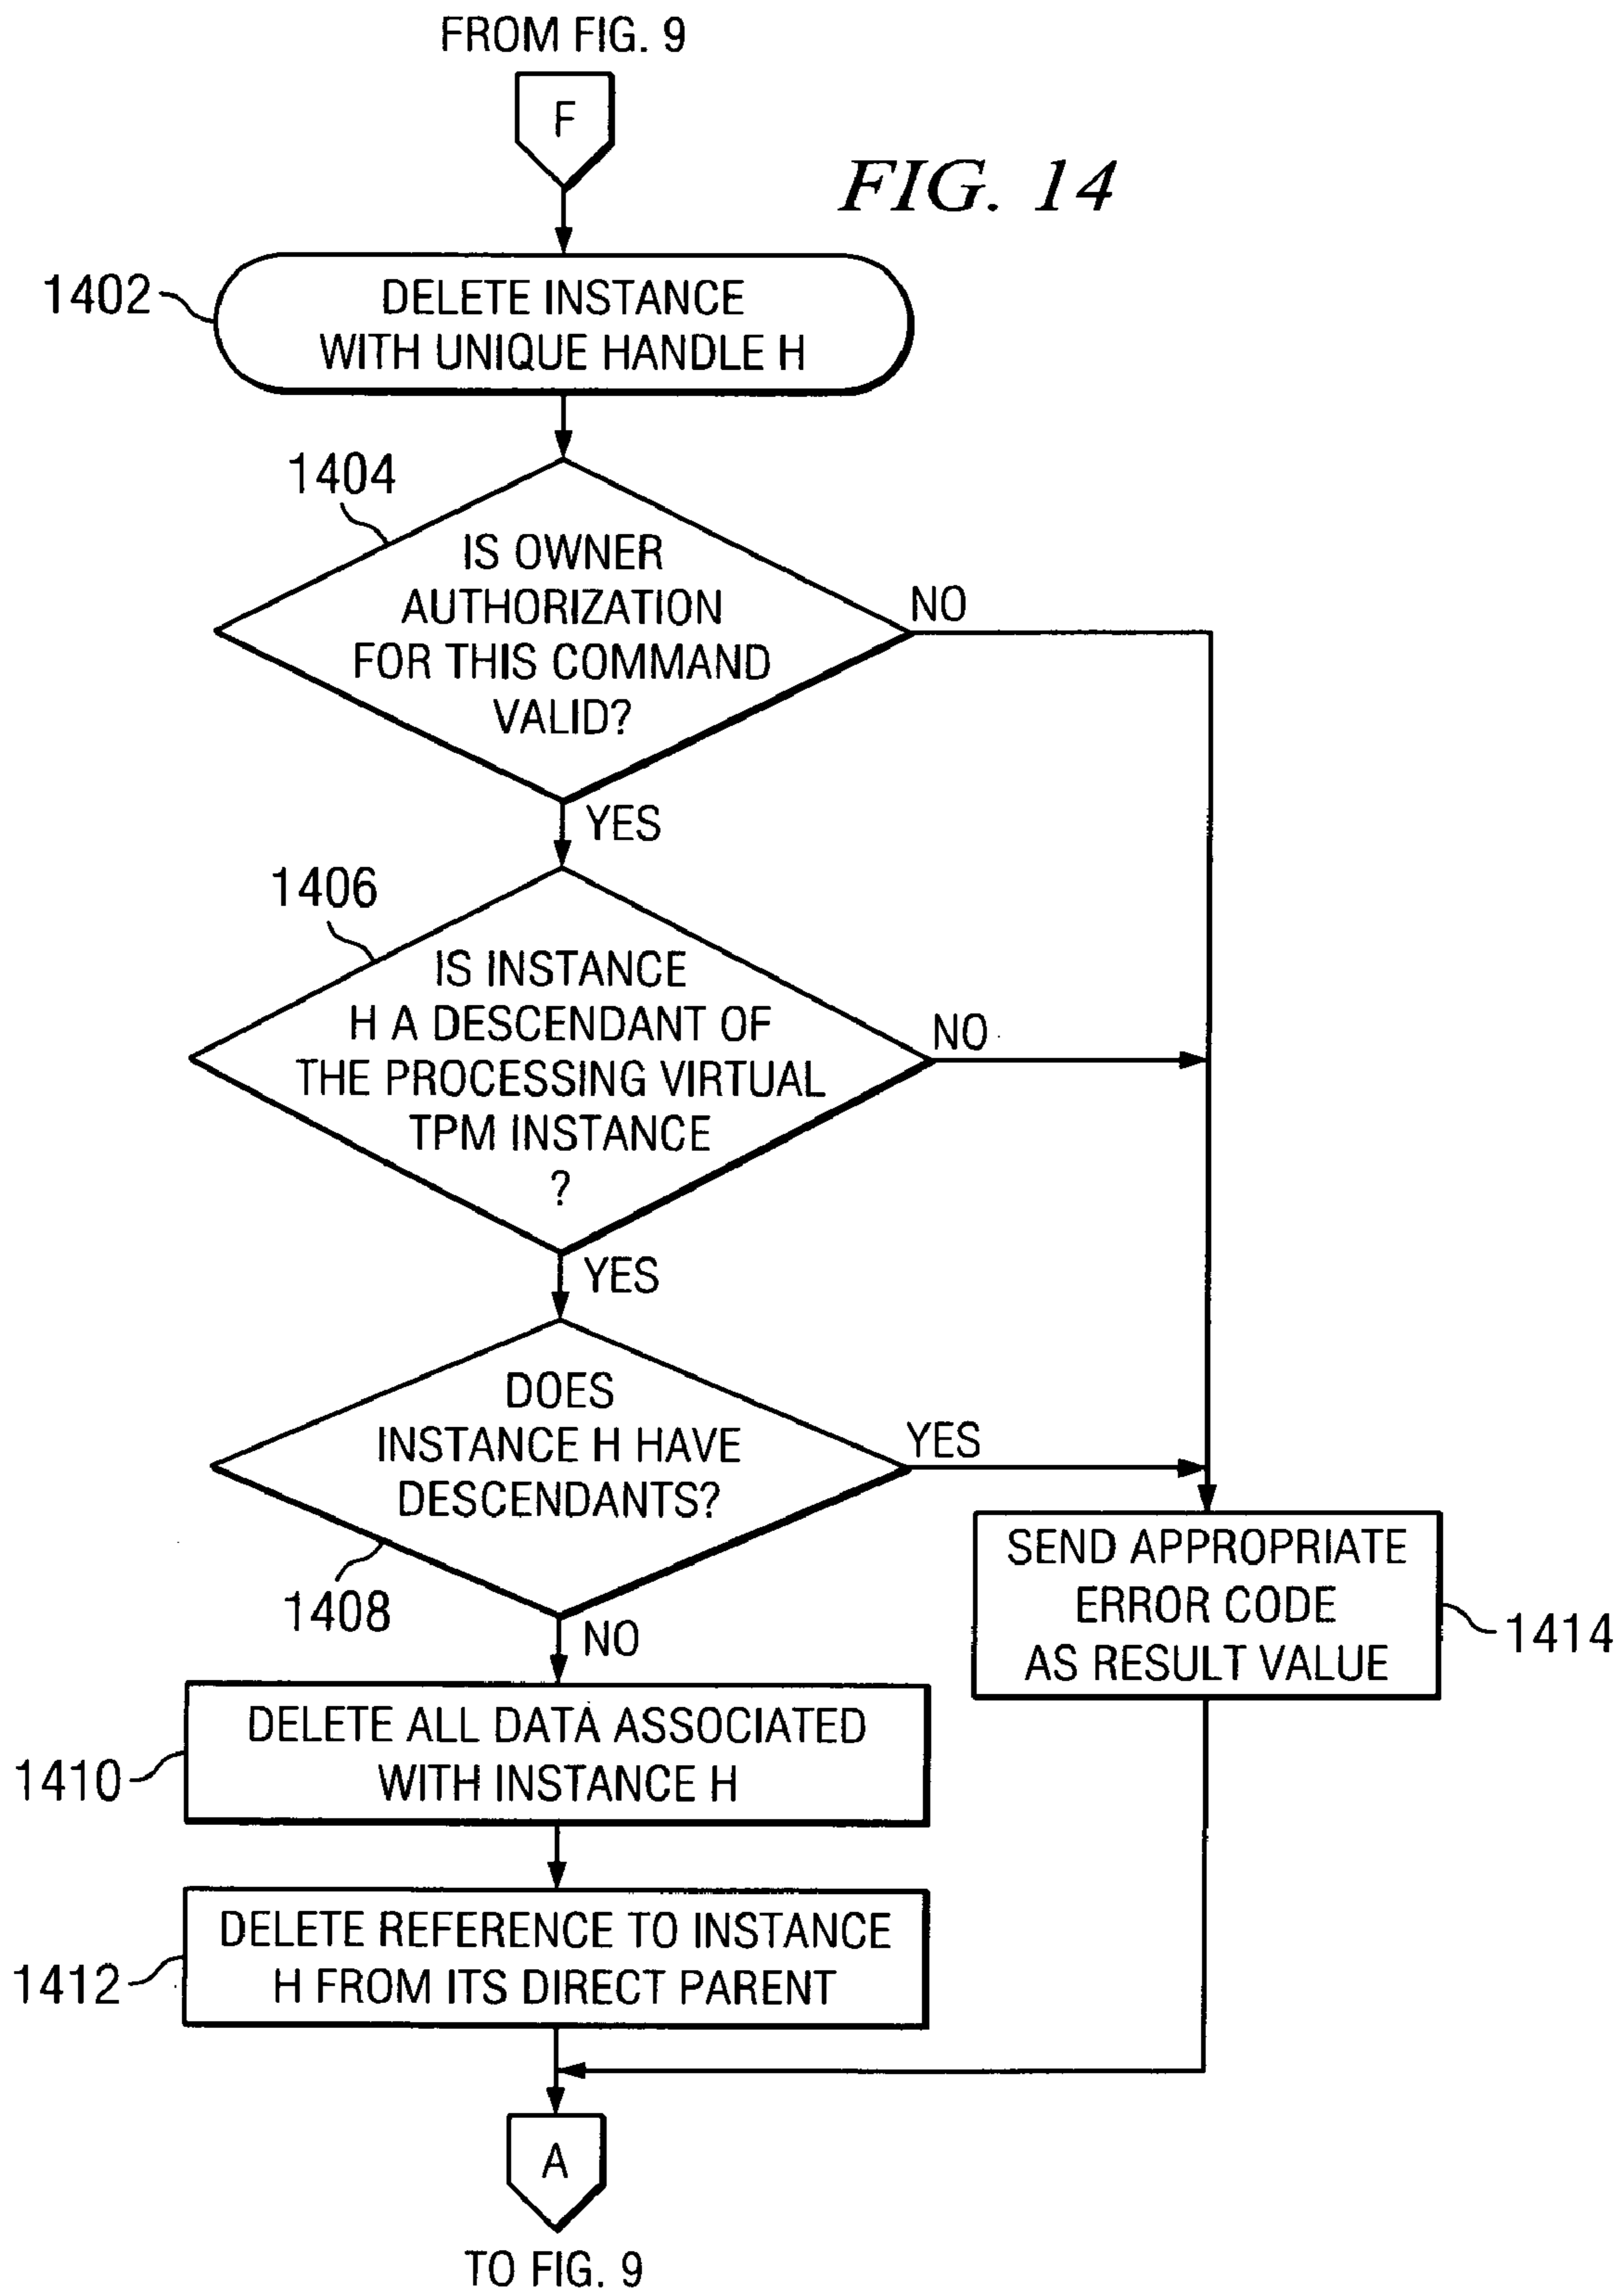 FROM FIG. 9
F
FIG. 14
1402
DELETE INSTANCE
WITH UNIQUE HANDLE H
1404
IS OWNER
AUTHORIZATION
FOR THIS COMMAND
VALID?
NO
YES
1406
IS INSTANCE
H A DESCENDANT OF
THE PROCESSING VIRTUAL
TPM INSTANCE
?
NO
YES
DOES
INSTANCE H HAVE
DESCENDANTS?
YES
1408
NO
SEND APPROPRIATE
ERROR CODE
AS RESULT VALUE
1414
DELETE ALL DATA ASSOCIATED
WITH INSTANCE H
1410
DELETE REFERENCE TO INSTANCE
H FROM ITS DIRECT PARENT
1412
A
TO FIG. 9